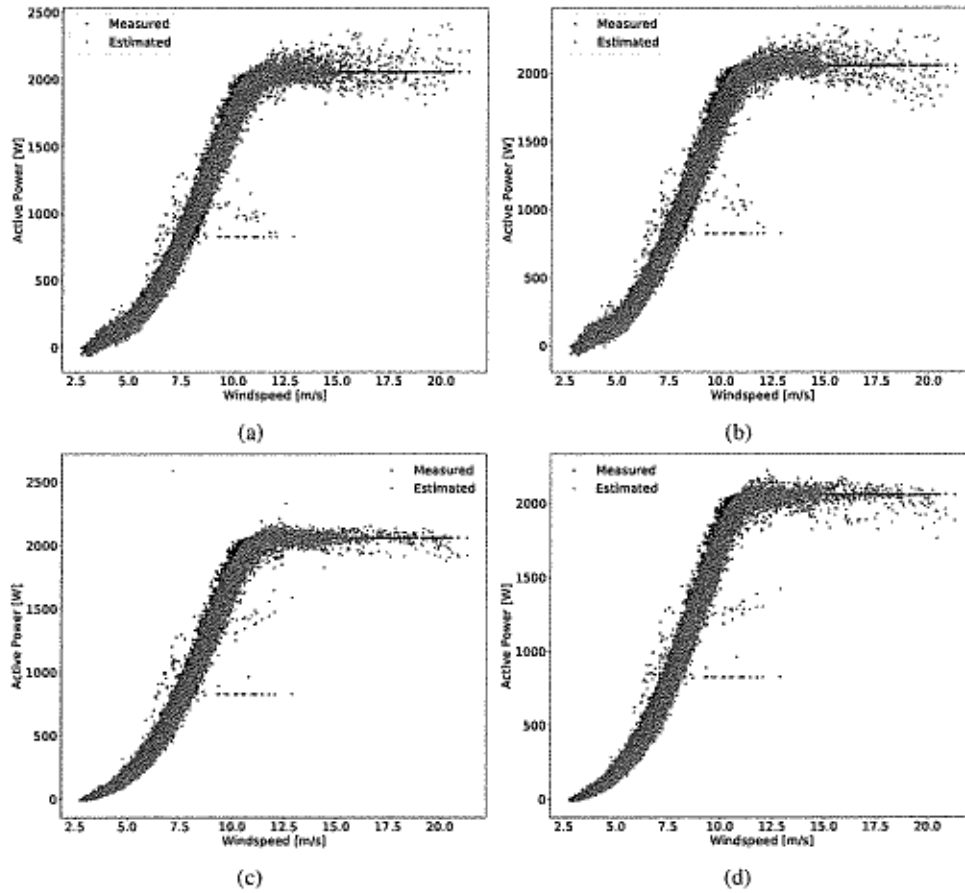 2500
Measured
Estimated
2000
1500
1000
500
0
Active Power [W]
2.5 5.0 7.5 10.0 12.5 15.0 17.5 20.0
Windspeed [m/s]
(a)
Measured
Estimated
2000
1500
1000
500
0
Active Power [W]
2.5 5.0 7.5 10.0 12.5 15.0 17.5 20.0
Windspeed [m/s]
(b)
Measured
Estimated
2500
2000
1500
1000
500
0
Active Power [W]
2.5 5.0 7.5 10.0 12.5 15.0 17.5 20.0
Windspeed [m/s]
(c)
Measured
Estimated
2000
1500
1000
500
0
Active Power [W]
2.5 5.0 7.5 10.0 12.5 15.0 17.5 20.0
Windspeed [m/s]
(d)